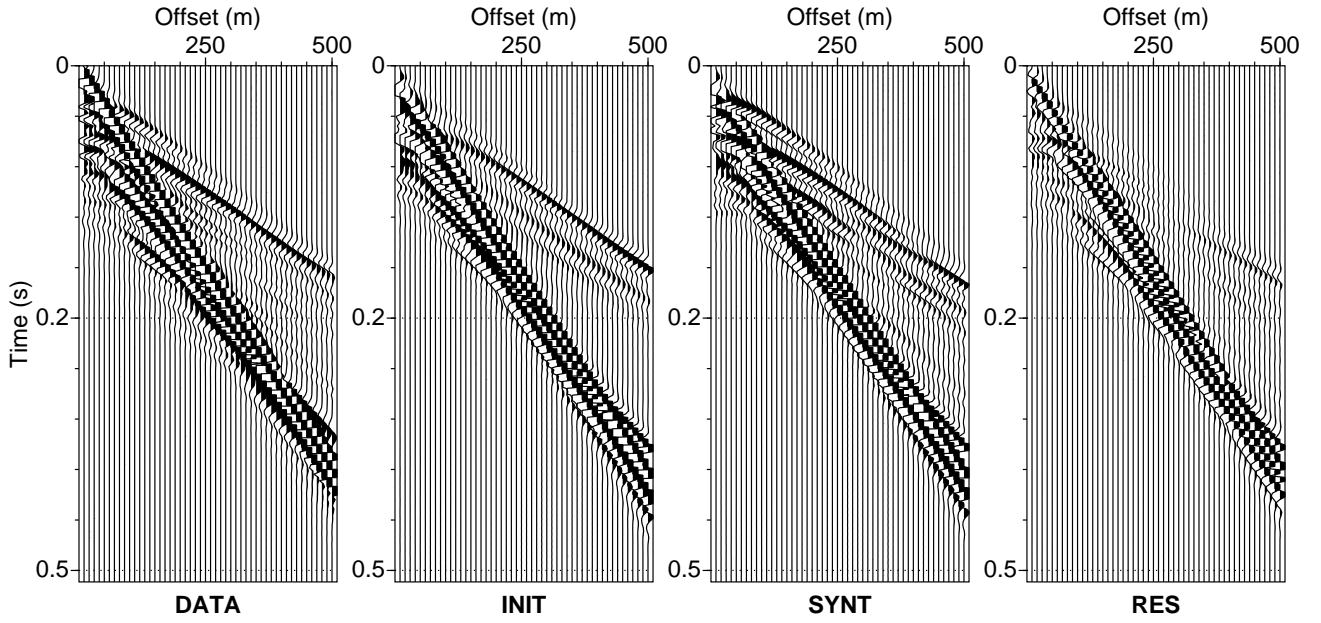 Offset (m) Offset (m) Offset (m) Offset (m)
250 500 250 500 250 500 250 500
0 0 0 0
Time (s)
0.2 0.2 0.2 0.2
0.5 0.5 0.5 0.5
DATA INIT SYNT RES